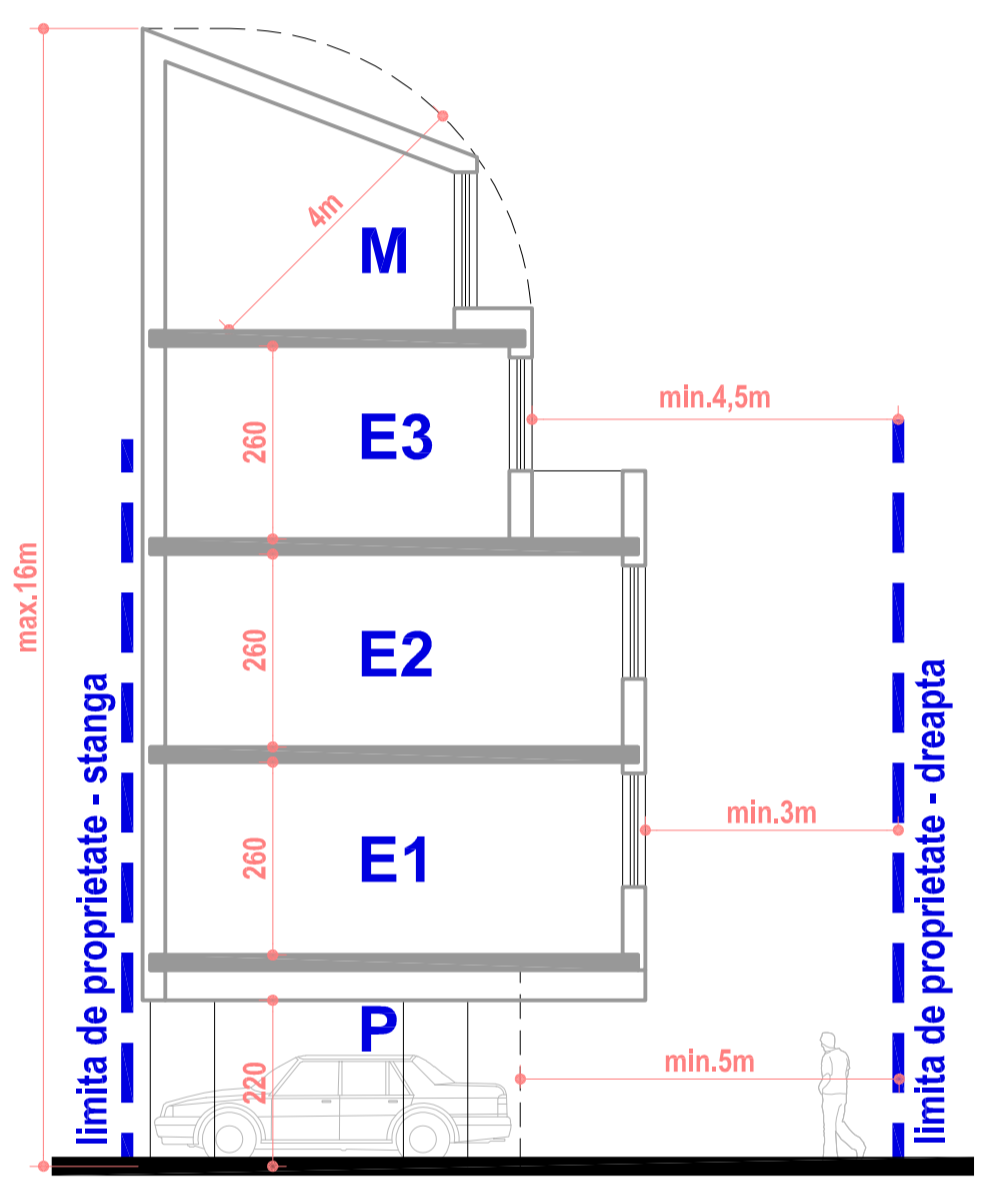 4m
M
min.4,5m
260
E3
max.16m
260
E2
limita de proprietate - stanga
limita de proprietate - dreapta
min.3m
260
E1
P
min.5m
220